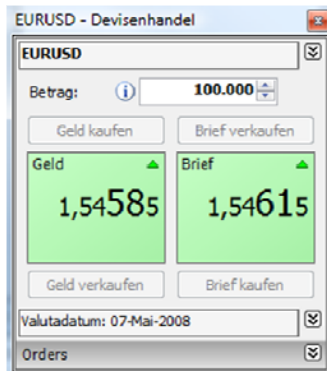 EURUSD - Devisenhandel
EURUSD
Betrag: 100.000
Geld kaufen Brief verkaufen
Geld Brief
1,54585 1,54615
Geld verkaufen Brief kaufen
Valutadatum: 07-Mai-2008
Orders